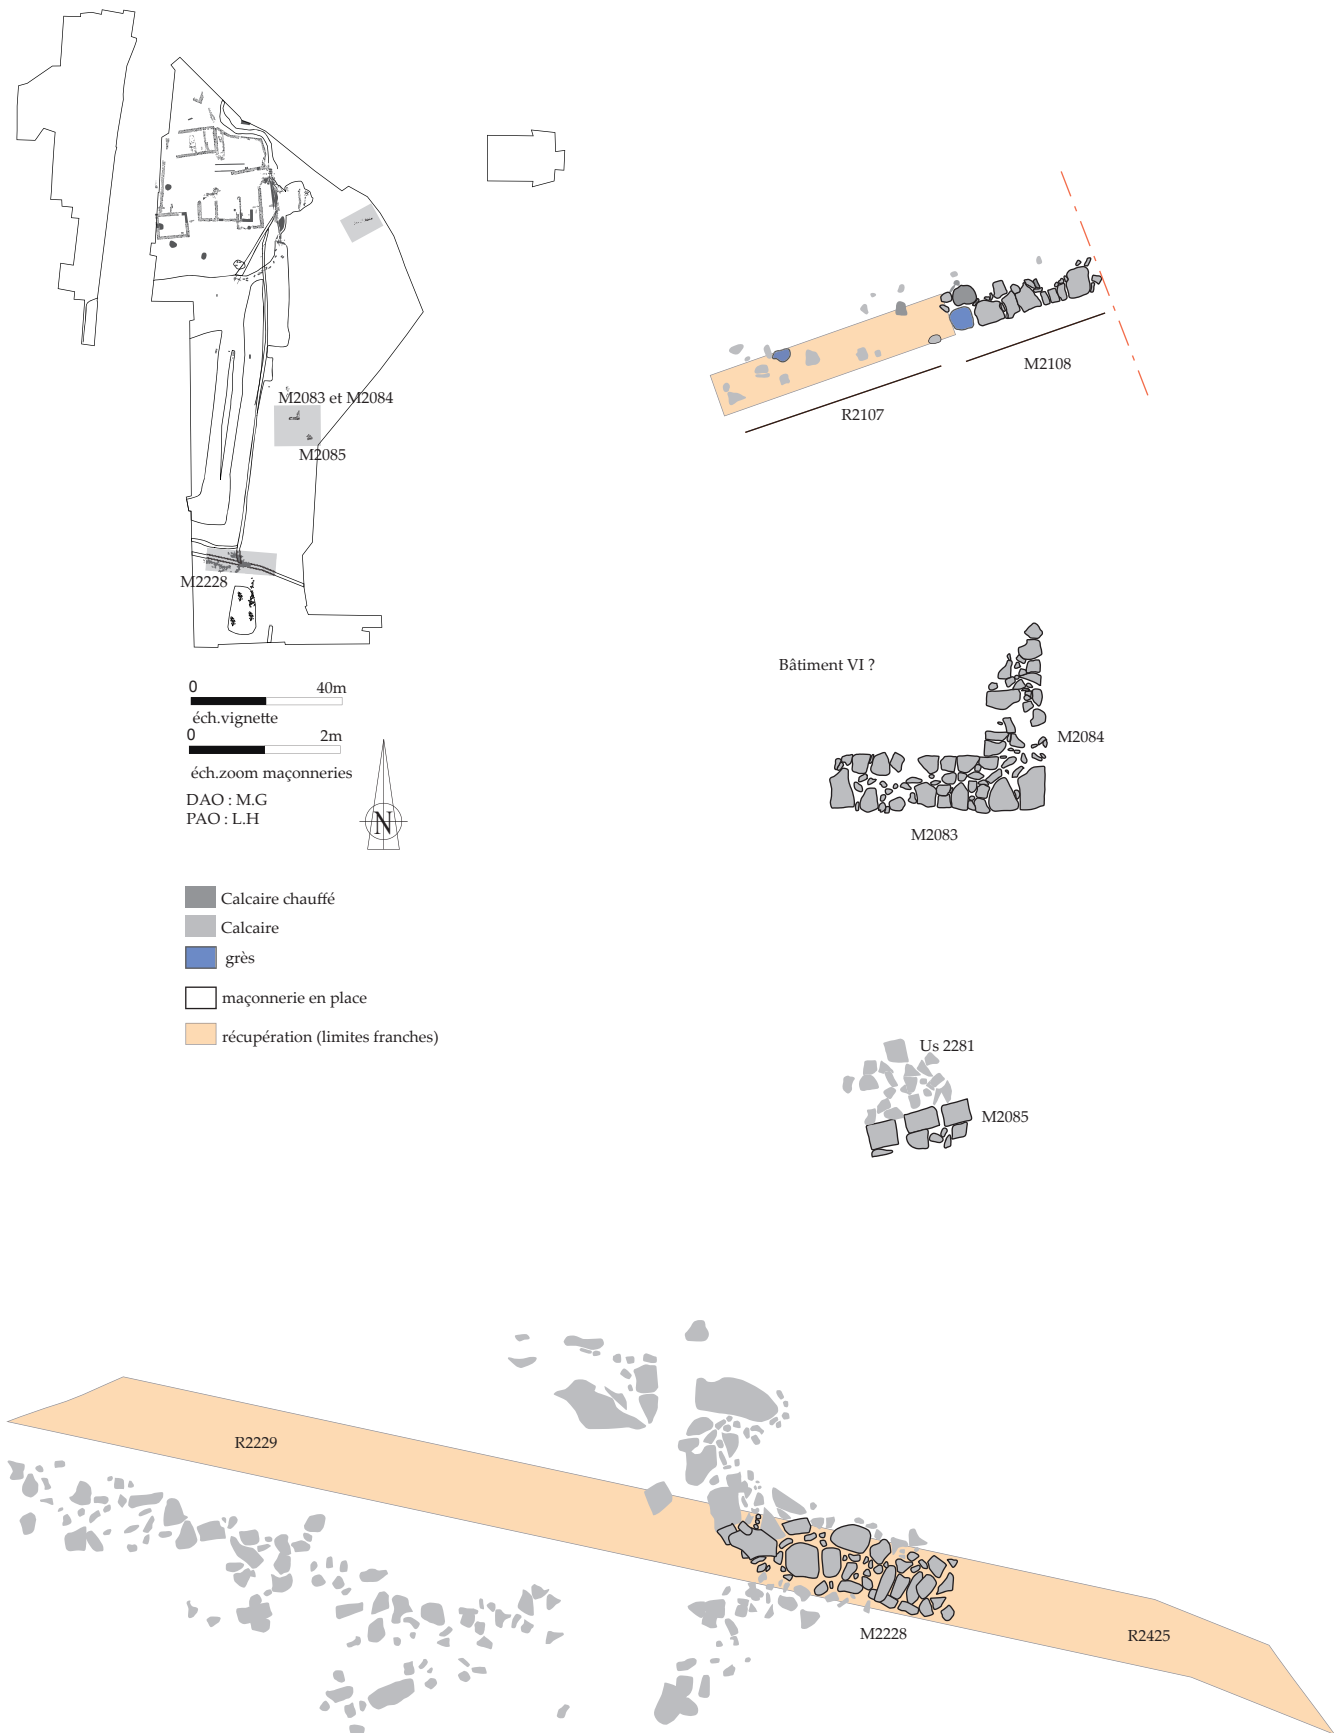 M2083 et M2084
M2085
M2228
0 40m
éch.vignette
0 2m
éch.zoom maçonneries
DAO : M.G
PAO : L.H
N
Calcaire chauffé
Calcaire
grès
maçonnerie en place
récupération (limites franches)
M2108
R2107
Bâtiment VI ?
M2084
M2083
Us 2281
M2085
R2229
M2228
R2425